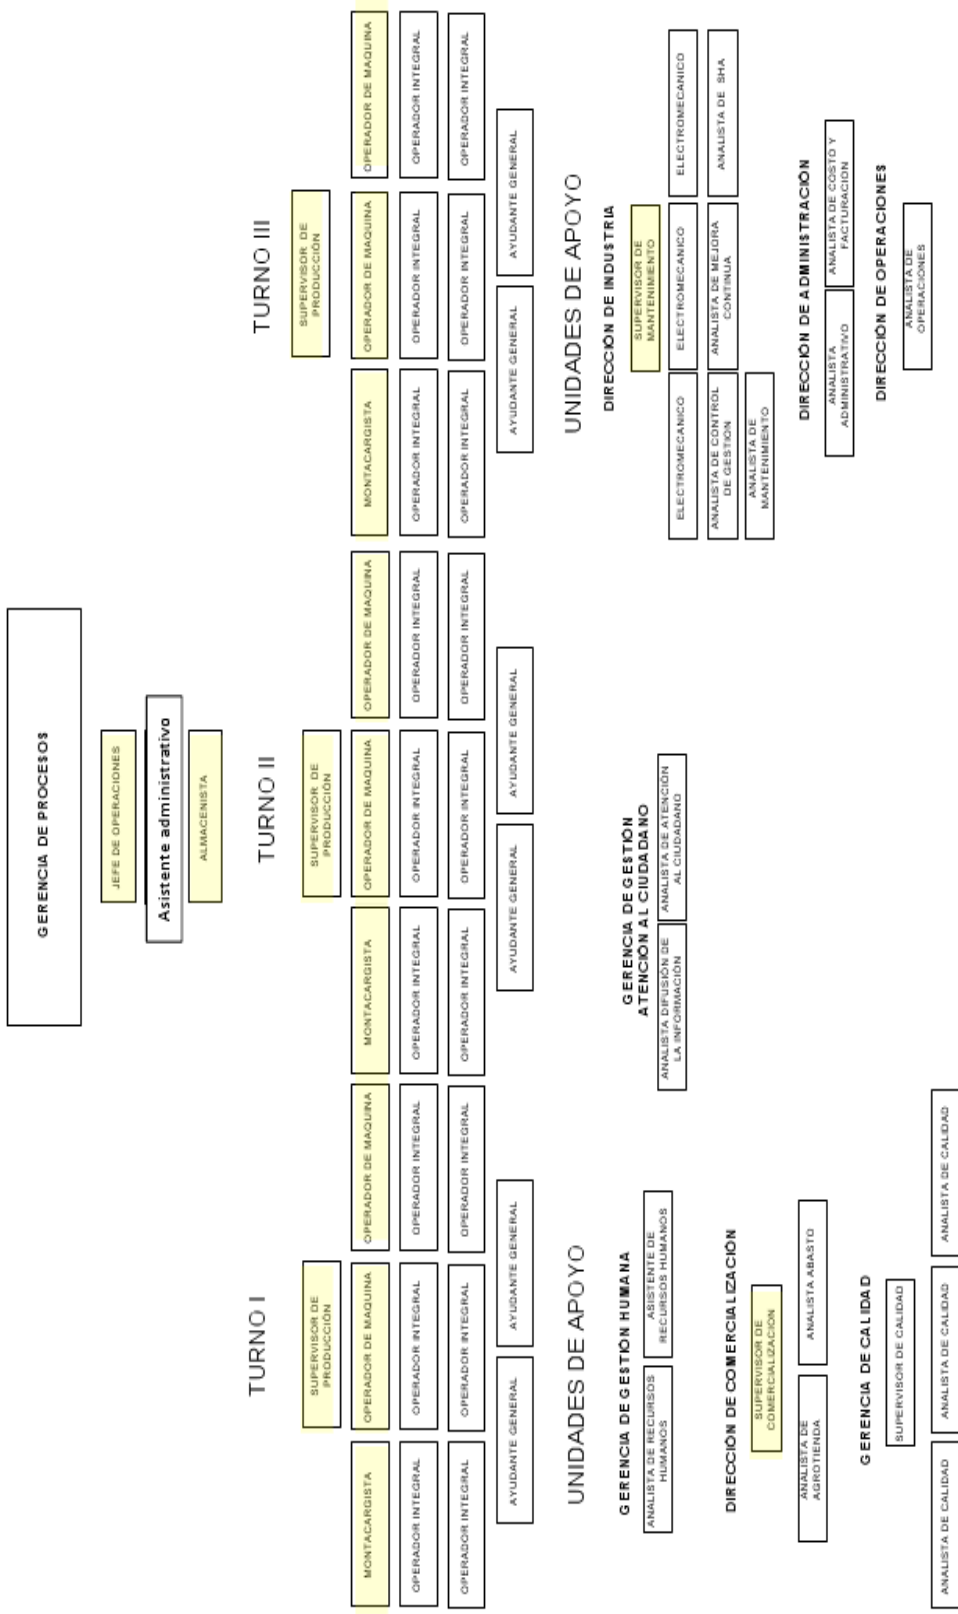 GERENCIA DE PROCESOS
JEFE DE OPERACIONES
Asistente administrativo
ALMACENISTA
TURNO I
SUPERVISOR DE
PRODUCCIÓN
MONTACARGISTA
OPERADOR DE MAQUINA
OPERADOR DE MAQUINA
OPERADOR INTEGRAL
OPERADOR INTEGRAL
OPERADOR INTEGRAL
OPERADOR INTEGRAL
OPERADOR INTEGRAL
OPERADOR INTEGRAL
AYUDANTE GENERAL
AYUDANTE GENERAL
TURNO II
SUPERVISOR DE
PRODUCCIÓN
MONTACARGISTA
OPERADOR DE MAQUINA
OPERADOR DE MAQUINA
OPERADOR INTEGRAL
OPERADOR INTEGRAL
OPERADOR INTEGRAL
OPERADOR INTEGRAL
OPERADOR INTEGRAL
OPERADOR INTEGRAL
AYUDANTE GENERAL
AYUDANTE GENERAL
TURNO III
SUPERVISOR DE
PRODUCCIÓN
MONTACARGISTA
OPERADOR DE MAQUINA
OPERADOR DE MAQUINA
OPERADOR INTEGRAL
OPERADOR INTEGRAL
OPERADOR INTEGRAL
OPERADOR INTEGRAL
OPERADOR INTEGRAL
OPERADOR INTEGRAL
AYUDANTE GENERAL
AYUDANTE GENERAL
UNIDADES DE APOYO
GERENCIA DE GESTIÓN HUMANA
ANALISTA DE RECURSOS
HUMANOS
ASISTENTE DE
RECURSOS HUMANOS
DIRECCIÓN DE COMERCIALIZACIÓN
SUPERVISOR DE
COMERCIALIZACION
ANALISTA DE
AGROTIENDA
ANALISTA ABASTO
GERENCIA DE CALIDAD
SUPERVISOR DE CALIDAD
ANALISTA DE CALIDAD
ANALISTA DE CALIDAD
ANALISTA DE CALIDAD
GERENCIA DE GESTIÓN
ATENCIÓN AL CIUDADANO
ANALISTA DIFUSIÓN DE
LA INFORMACIÓN
ANALISTA DE ATENCIÓN
AL CIUDADANO
UNIDADES DE APOYO
DIRECCIÓN DE INDUSTRIA
SUPERVISOR DE
MANTENIMIENTO
ELECTROMECANICO
ELECTROMECANICO
ELECTROMECANICO
ANALISTA DE CONTROL
DE GESTION
ANALISTA DE MEJORA
CONTINUA
ANALISTA DE SHA
ANALISTA DE
MANTENIMIENTO
DIRECCIÓN DE ADMINISTRACIÓN
ANALISTA
ADMINISTRATIVO
ANALISTA DE COSTO Y
FACTURACION
DIRECCIÓN DE OPERACIONES
ANALISTA DE
OPERACIONES